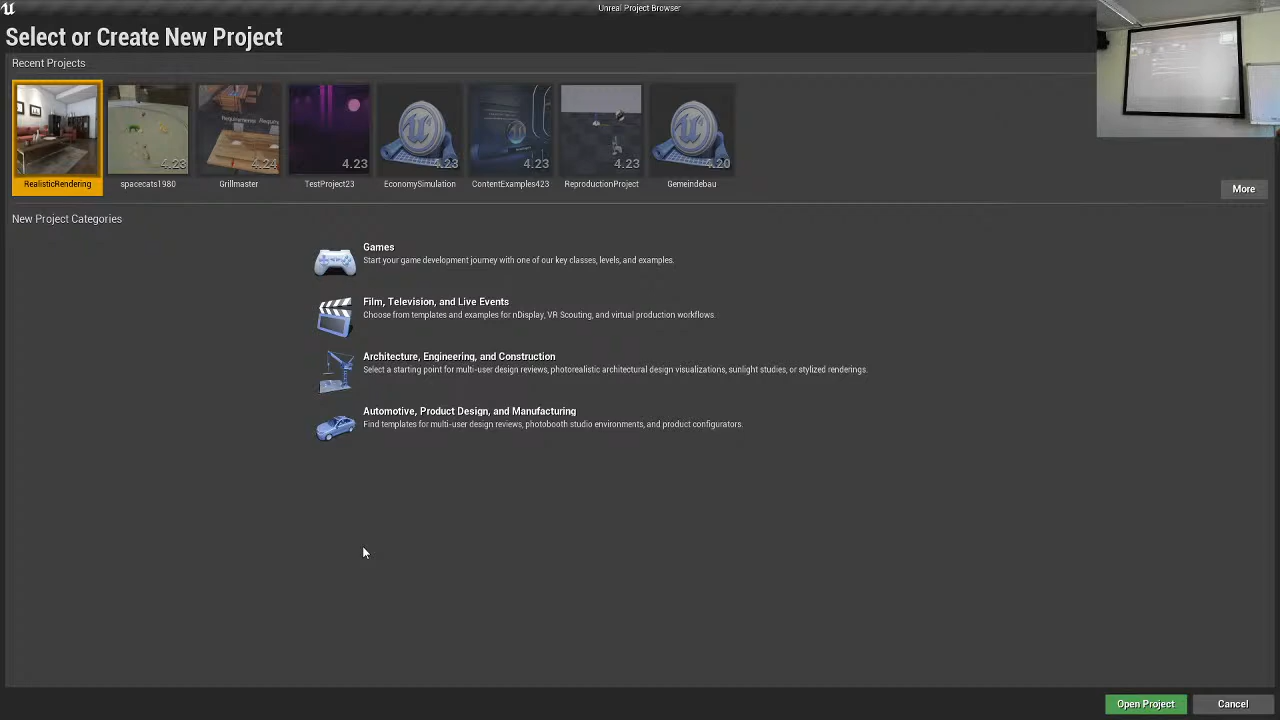 Unreal Project Browser
Select or Create New Project
Recent Projects
4.23
4.24
4.23
4.23
4.23
4.23
4.20
RealisticRendering
spacecats1980
Grillmaster
TestProject23
EconomySimulation
ContentExamples423
ReproductionProject
Gemeindebau
More
New Project Categories
Games
Start your game development journey with one of our key classes, levels, and examples.
Film, Television, and Live Events
Choose from templates and examples for nDisplay, VR Scouting, and virtual production workflows.
Architecture, Engineering, and Construction
Select a starting point for multi-user design reviews, photorealistic architectural design visualizations, sunlight studies, or stylized renderings.
Automotive, Product Design, and Manufacturing
Find templates for multi-user design reviews, photobooth studio environments, and product configurators.
Open Project
Cancel